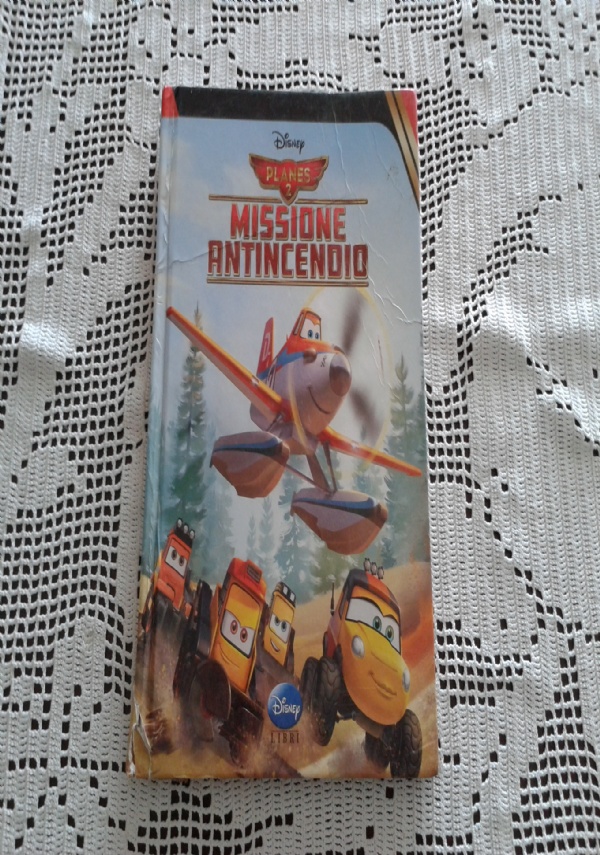 Disney
PLANES
2
MISSIONE
ANTINCENDIO
Disney
LIBRI